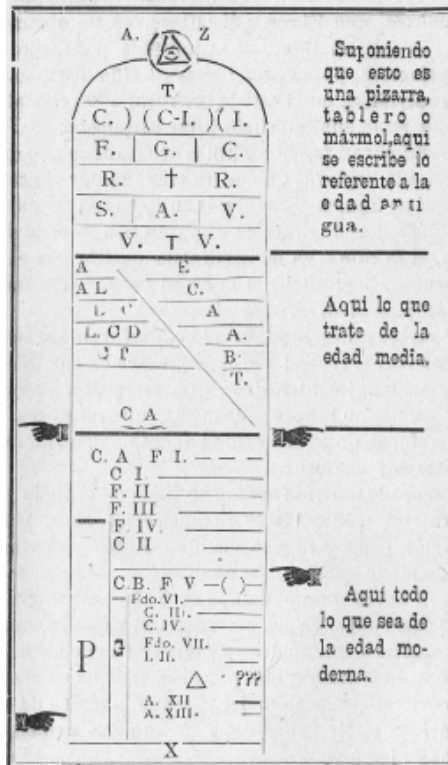 A. Z
T
C. ) ( C-I. ) ( I.
F. G. C.
R. † R.
S. A. V.
V. † V.
Suponiendo
que esto es
una pizarra,
tablero o
mármol, aquí
se escribe lo
referente a la
edad anti
gua.
A E
A L C.
A
L. C D A.
B.
T.
C A
Aquí lo que
trate de la
edad media.
C. A F I.
C I
F. II
F. III
F. IV.
C II
C.B. F V ( )
Fdo. VI.
C. III.
C. IV.
P
Fdo. VII.
I. II.
???
A. XII
A. XIII.
X
Aquí todo
lo que sea de
la edad mo-
derna.